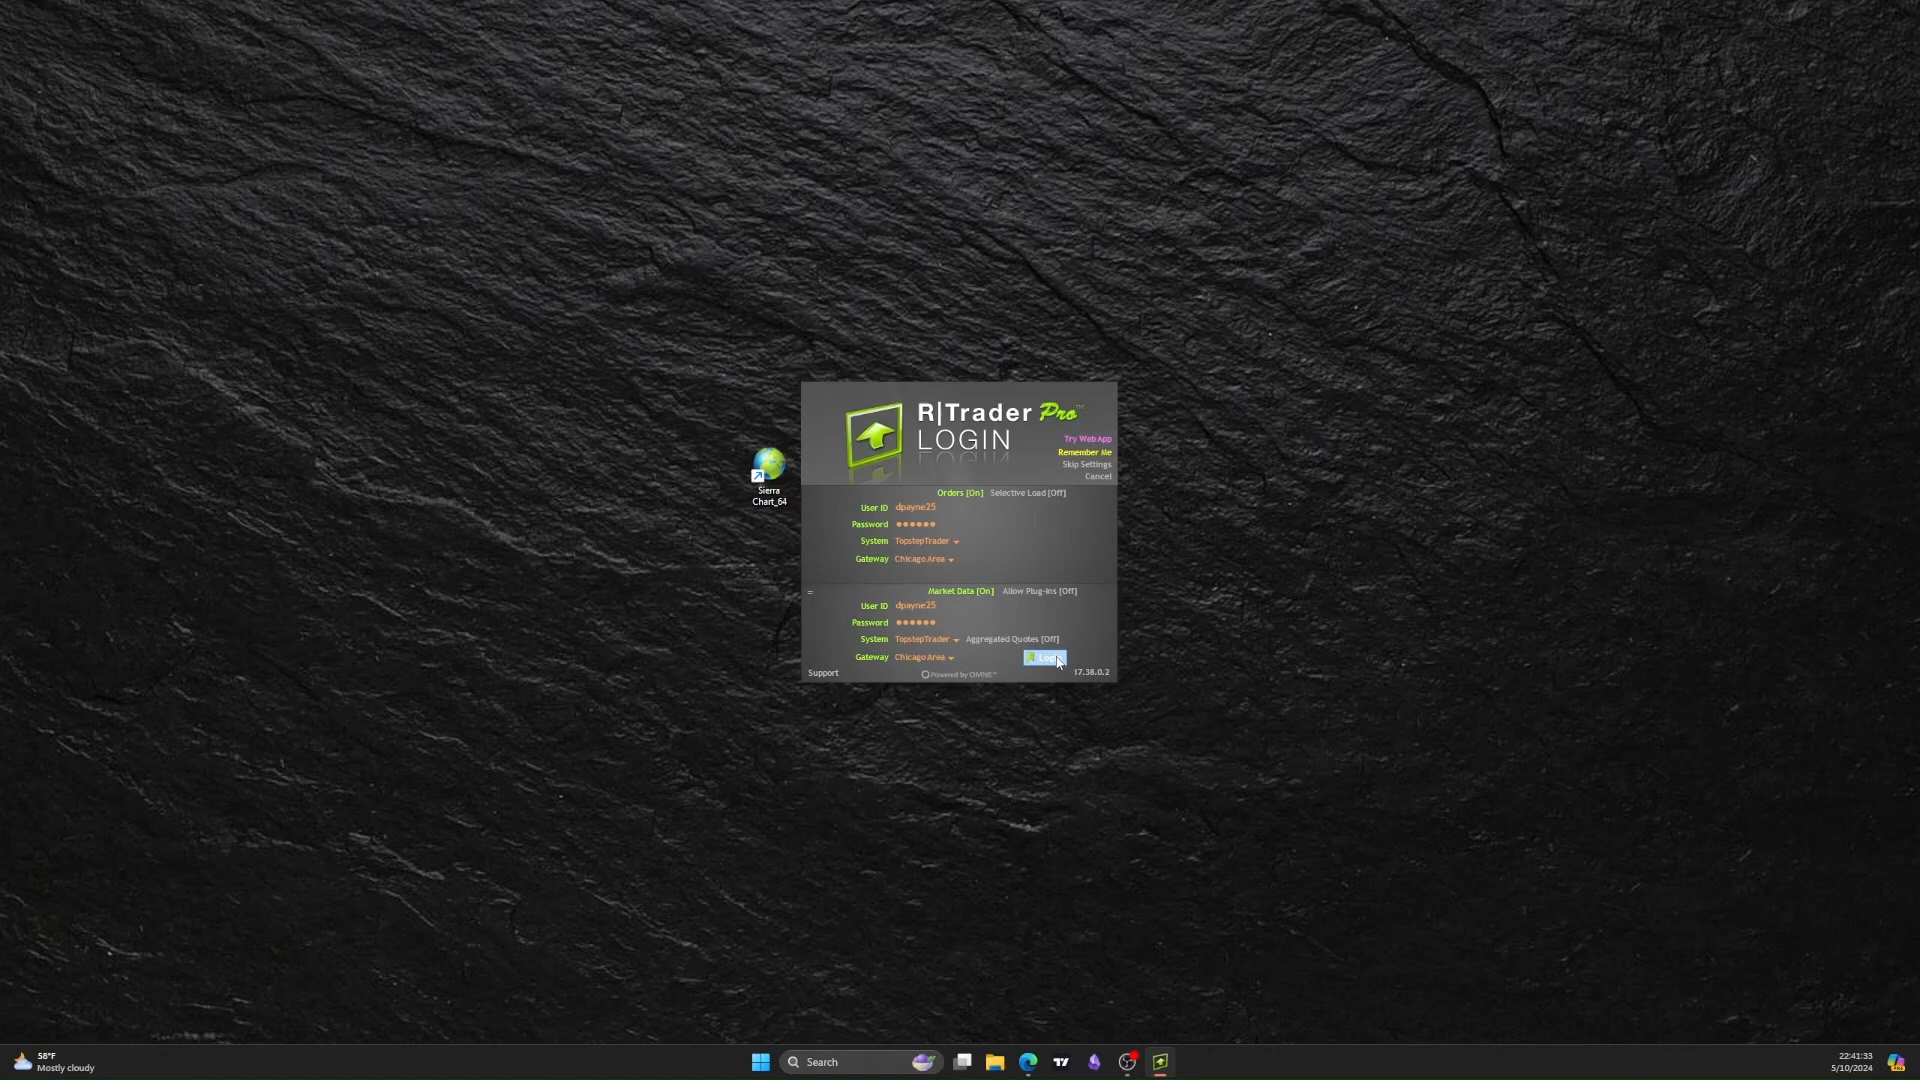 R|Trader Pro™
LOGIN
Try Web App
Remember Me
Skip Settings
Cancel
Orders [On] Selective Load [Off]
User ID dpayne25
Password ●●●●●●
System TopstepTrader
Gateway Chicago Area
= Market Data [On] Allow Plug-ins [Off]
User ID dpayne25
Password ●●●●●●
System TopstepTrader Aggregated Quotes [Off]
Gateway Chicago Area Login
Support Powered by OMNE™ 17.38.0.2
Sierra
Chart_64
58°F
Mostly cloudy
Search
22:41:33
5/10/2024